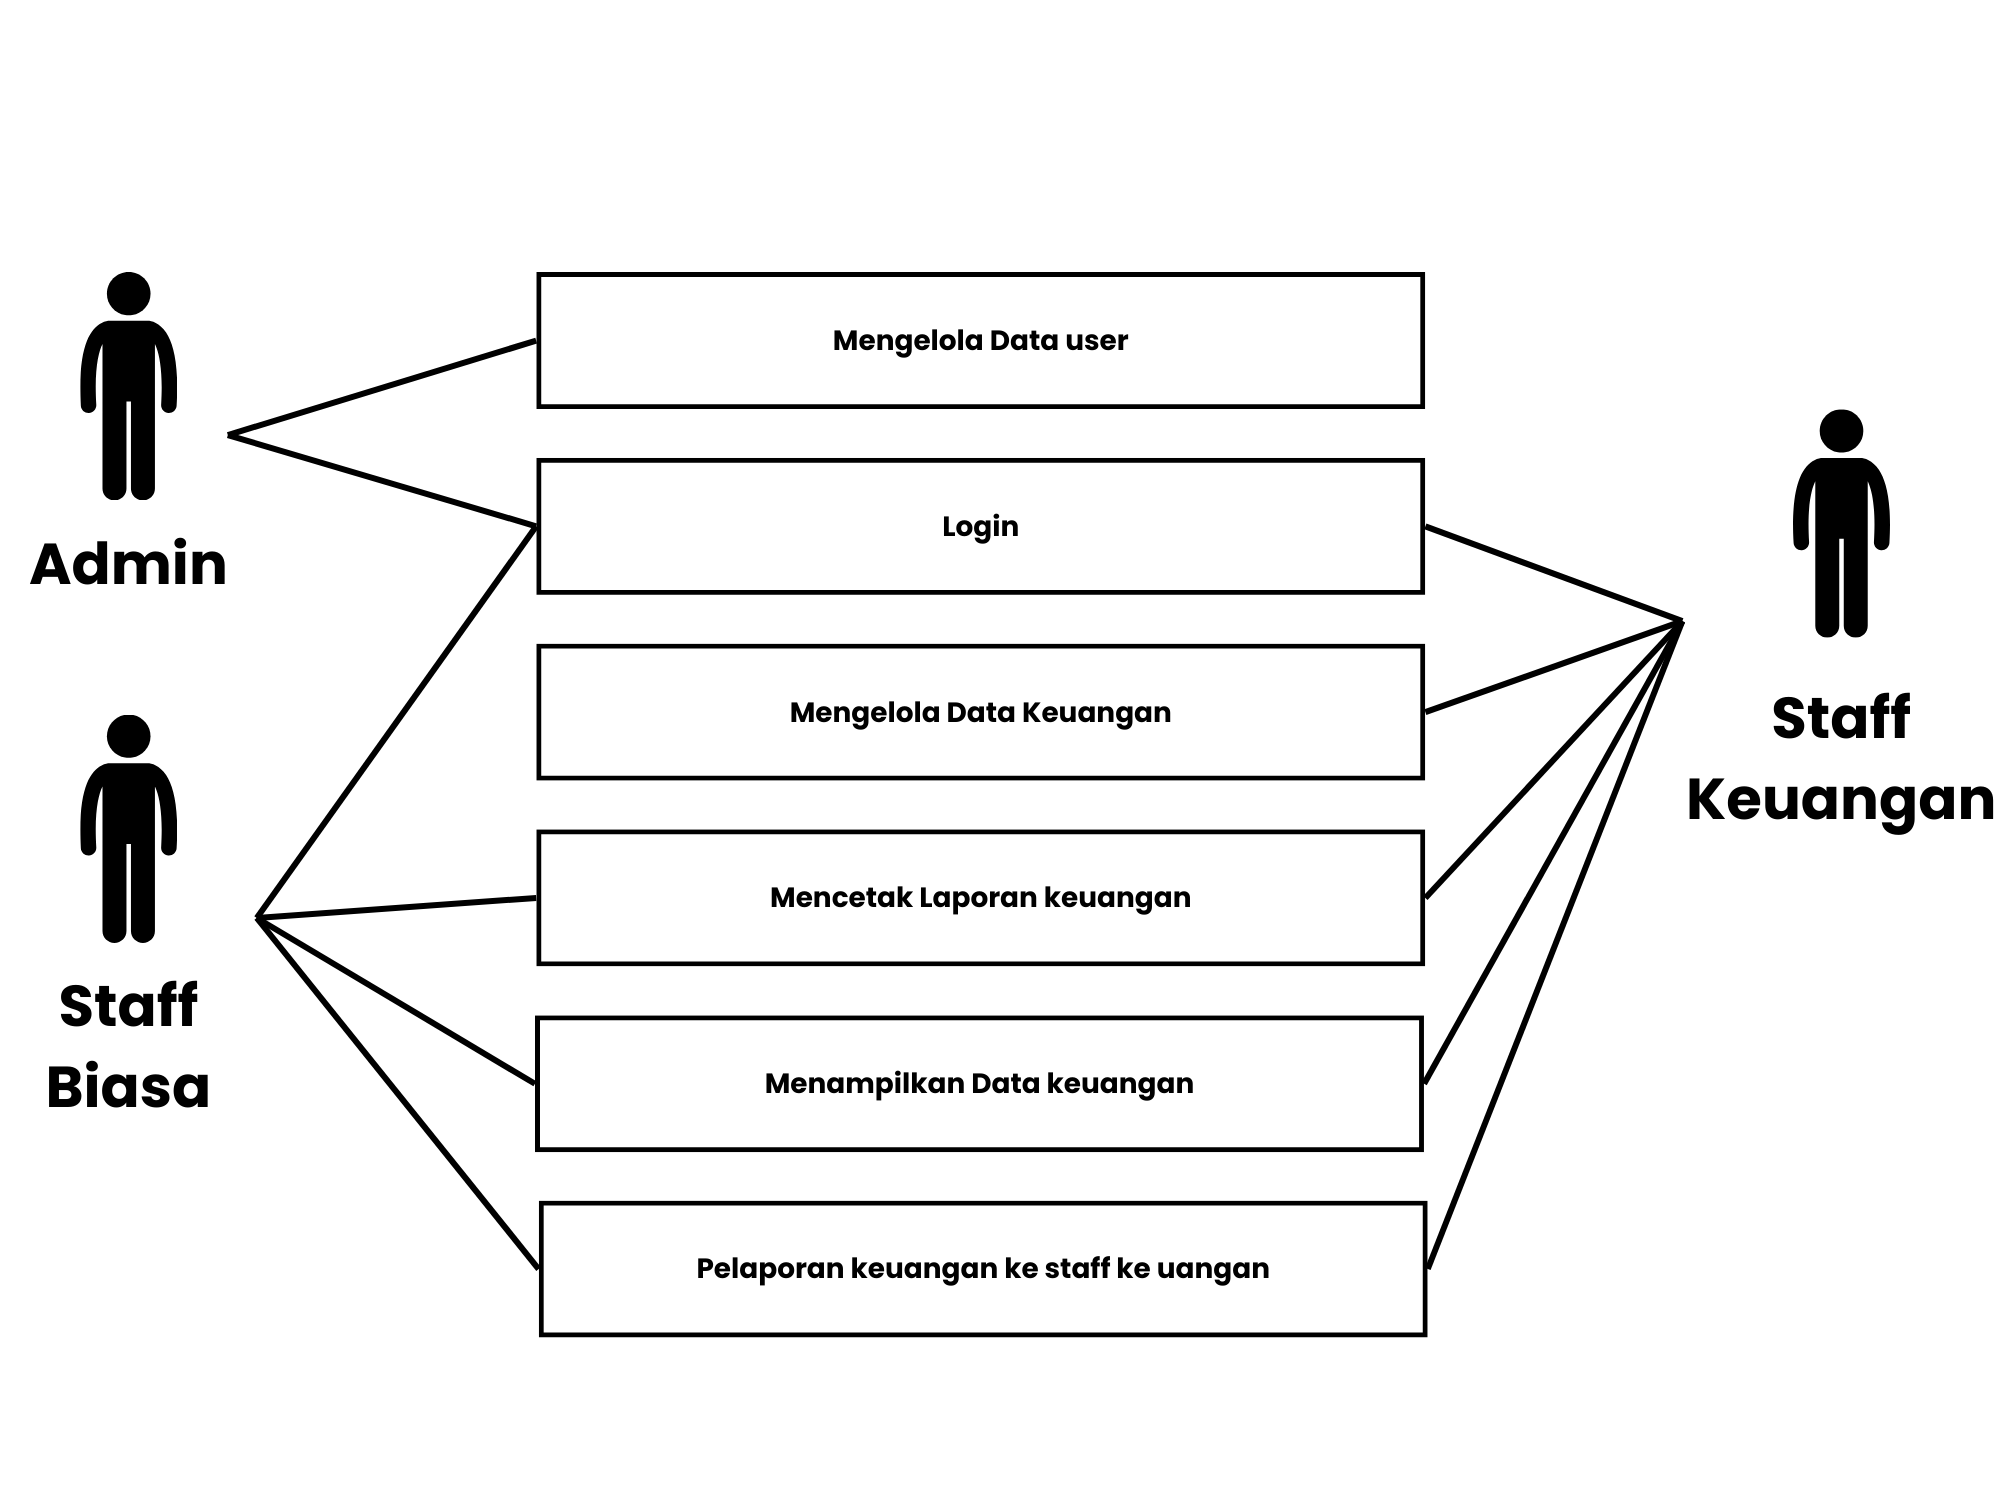 Admin
Staff
Biasa
Mengelola Data user
Login
Mengelola Data Keuangan
Mencetak Laporan keuangan
Menampilkan Data keuangan
Pelaporan keuangan ke staff ke uangan
Staff
Keuangan